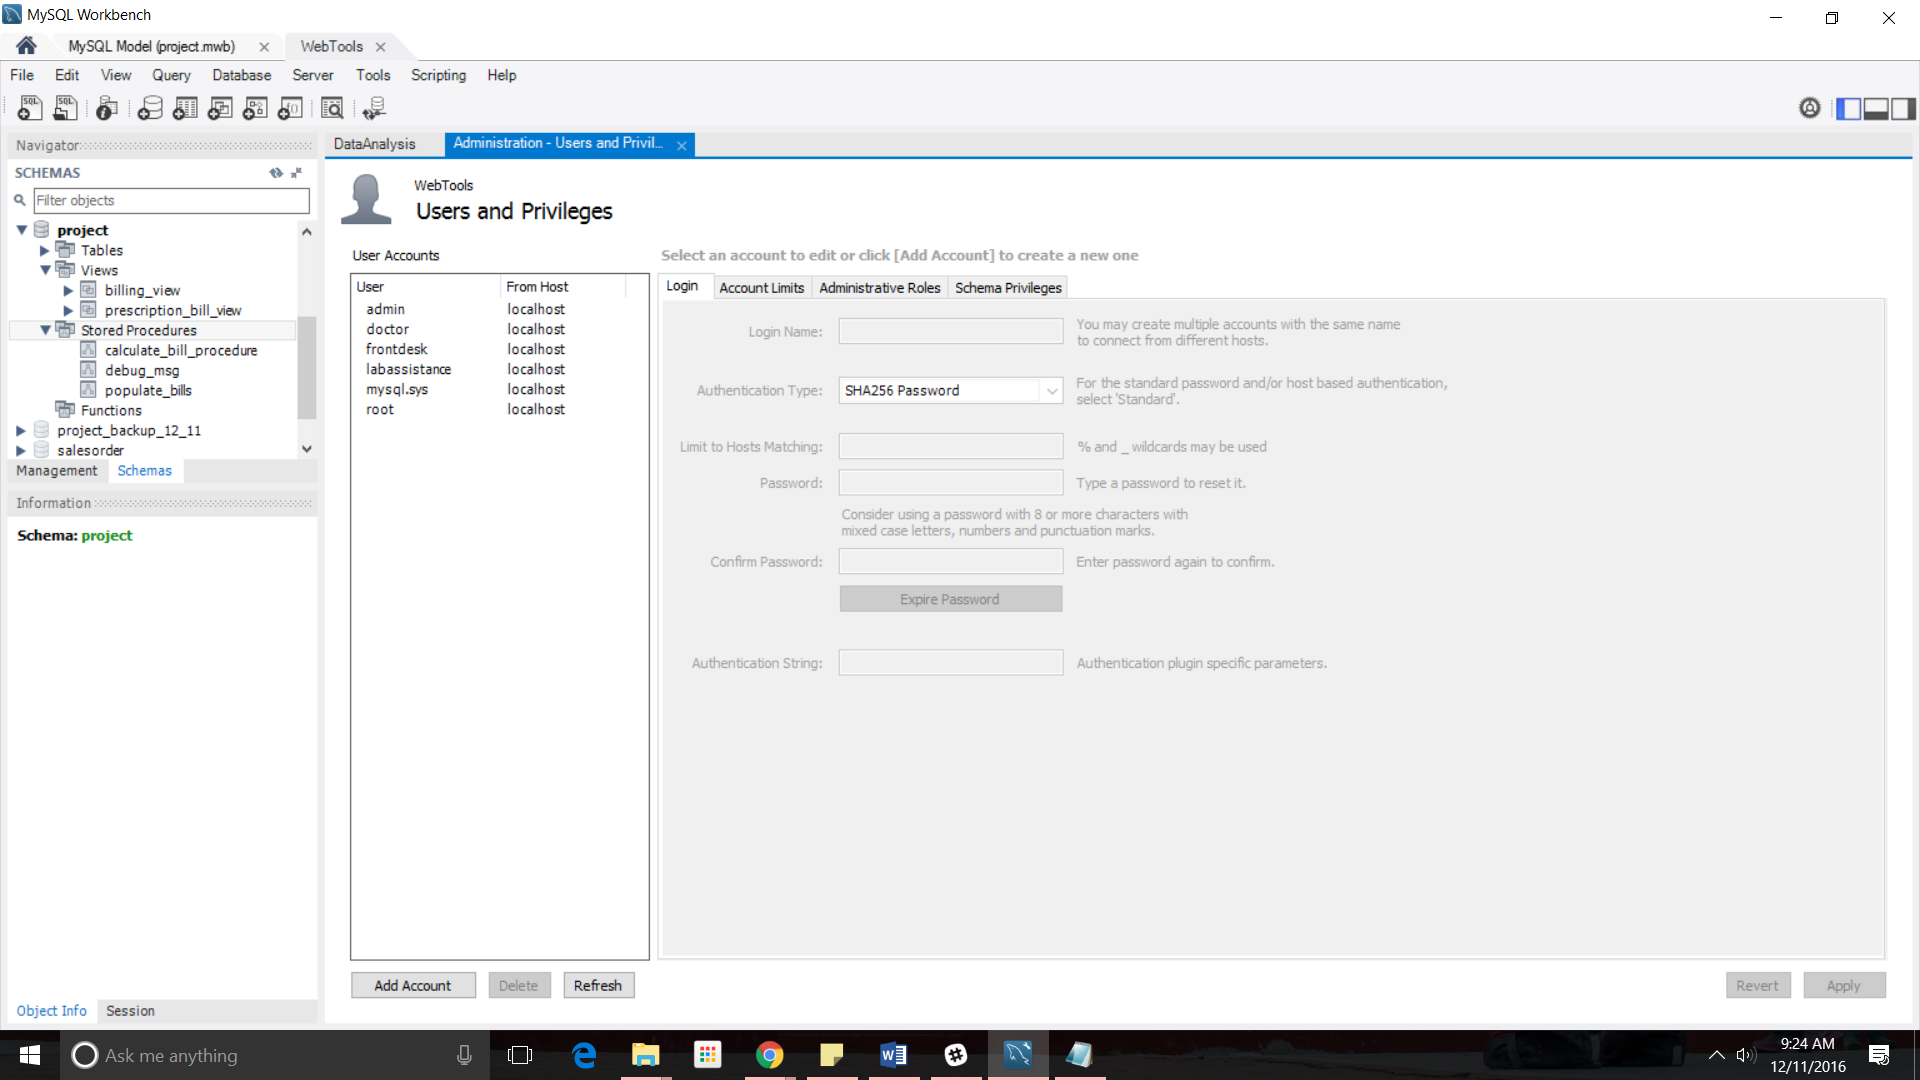 MySQL Workbench
MySQL Model (project.mwb)
WebTools
File Edit View Query Database Server Tools Scripting Help
Navigator
SCHEMAS
Filter objects
project
Tables
Views
billing_view
prescription_bill_view
Stored Procedures
calculate_bill_procedure
debug_msg
populate_bills
Functions
project_backup_12_11
salesorder
Management Schemas
Information
Schema: project
Object Info Session
DataAnalysis
Administration - Users and Privil...
WebTools
Users and Privileges
User Accounts
User From Host
admin localhost
doctor localhost
frontdesk localhost
labassistance localhost
mysql.sys localhost
root localhost
Add Account Delete Refresh
Select an account to edit or click [Add Account] to create a new one
Login Account Limits Administrative Roles Schema Privileges
Login Name:
You may create multiple accounts with the same name
to connect from different hosts.
Authentication Type: SHA256 Password
For the standard password and/or host based authentication,
select 'Standard'.
Limit to Hosts Matching: % and _ wildcards may be used
Password: Type a password to reset it.
Consider using a password with 8 or more characters with
mixed case letters, numbers and punctuation marks.
Confirm Password: Enter password again to confirm.
Expire Password
Authentication String: Authentication plugin specific parameters.
Revert Apply
Ask me anything
9:24 AM
12/11/2016